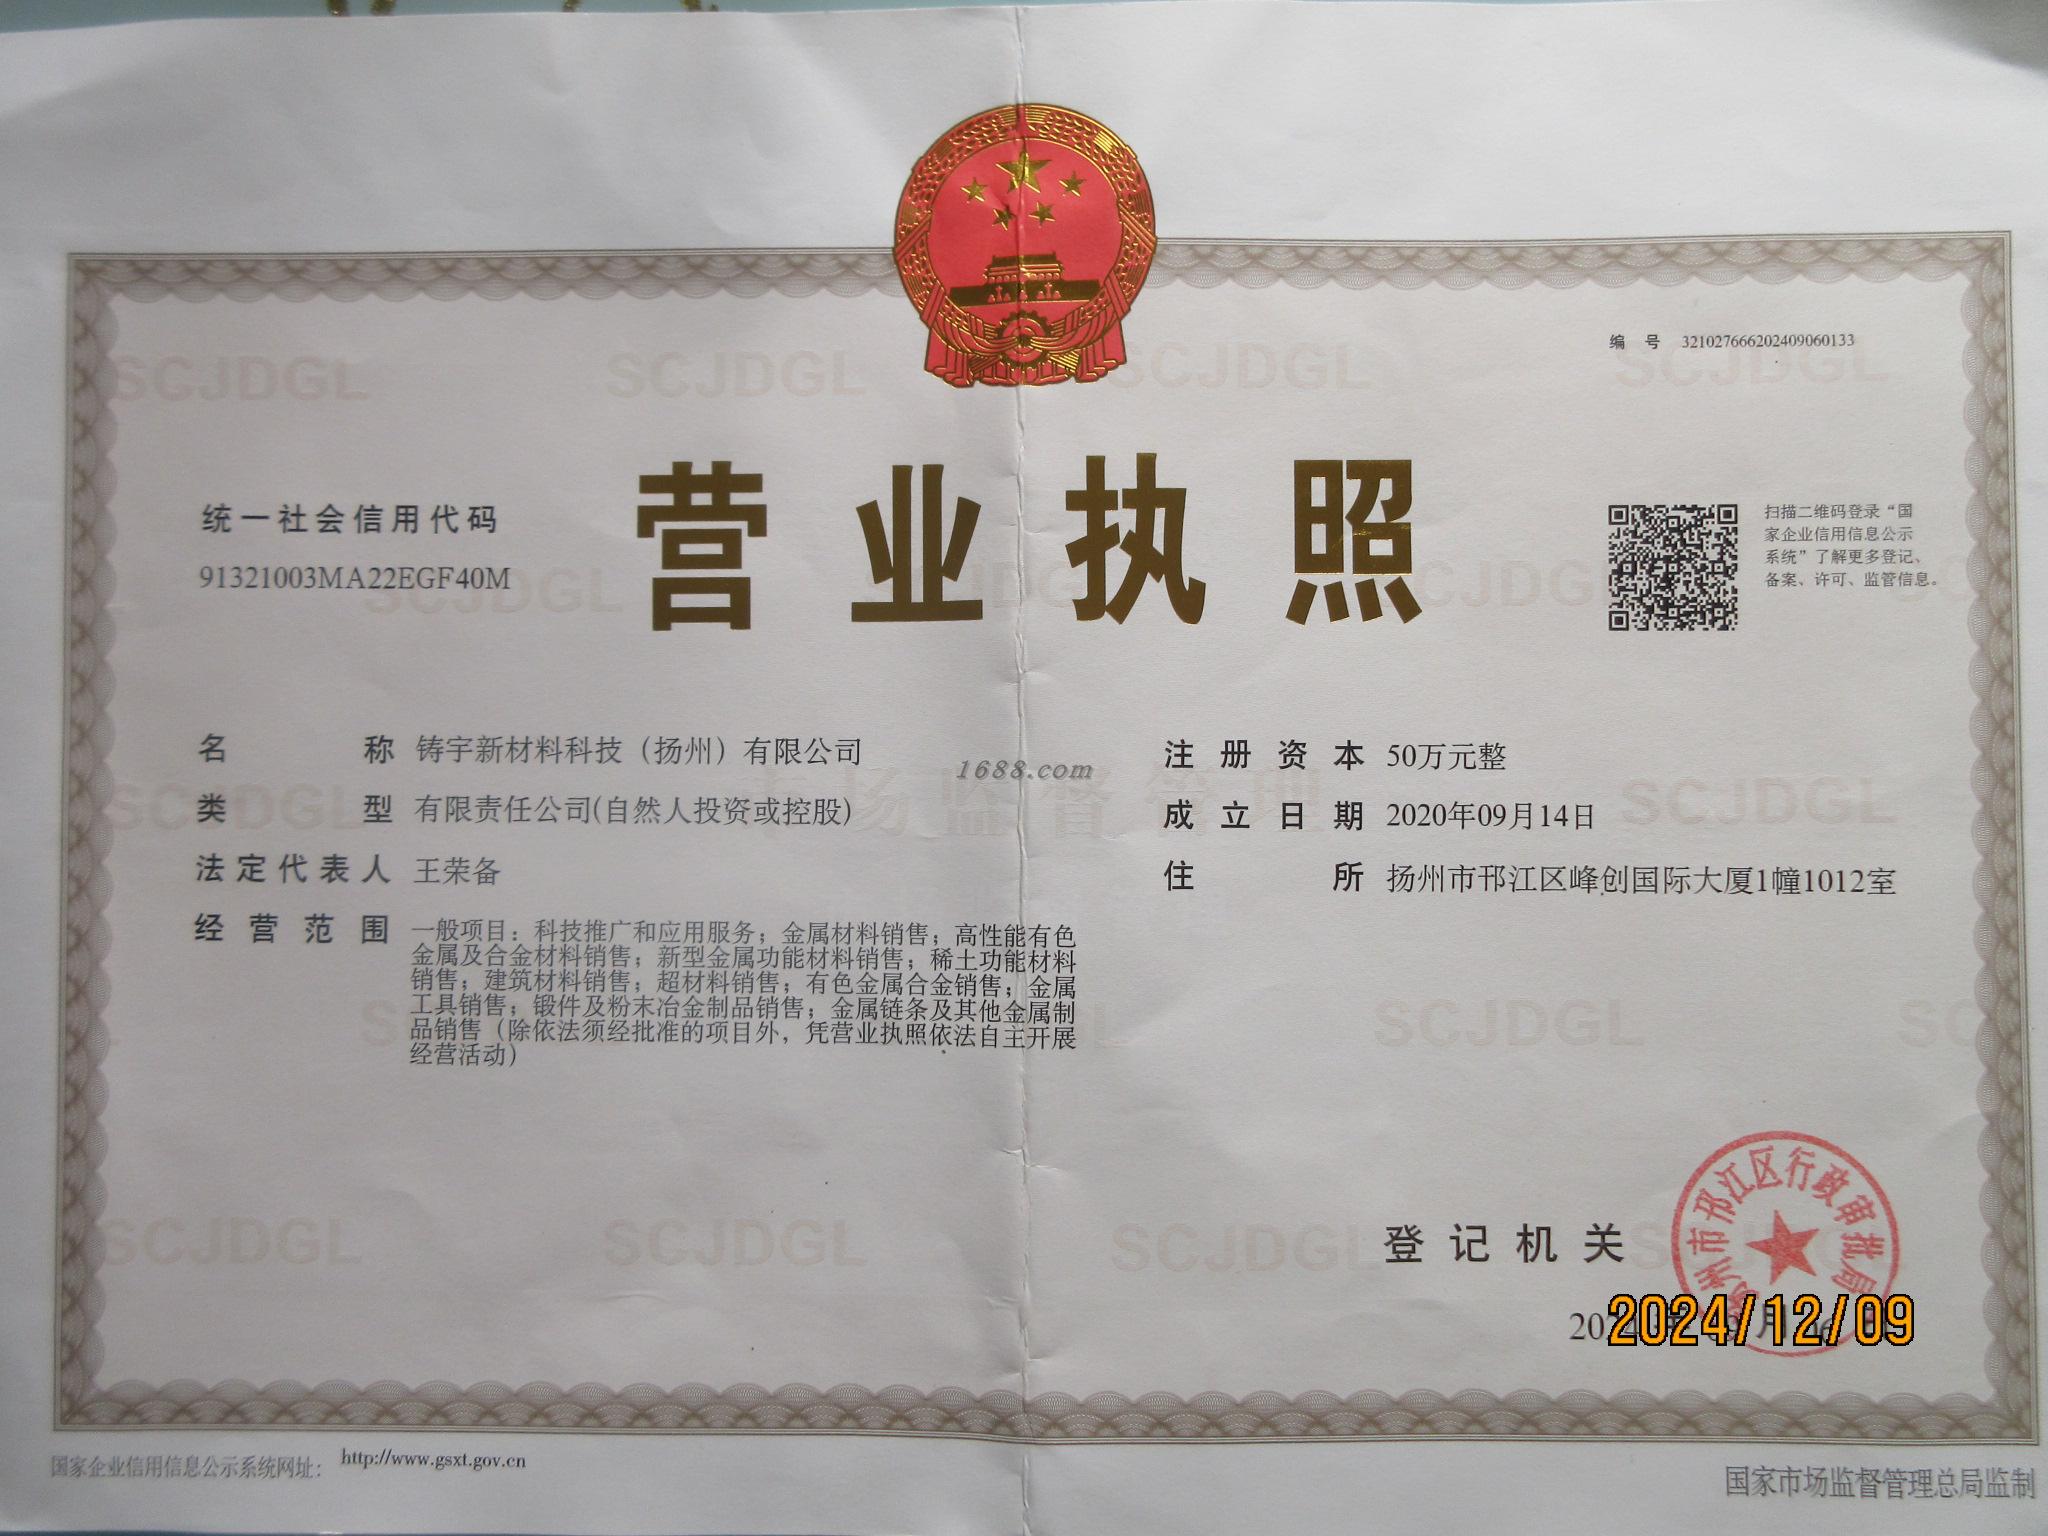 编 号 321027666202409060133
营业执照
统一社会信用代码
91321003MA22EGF40M
扫描二维码登录“国
家企业信用信息公示
系统”了解更多登记、
备案、许可、监管信息。
名称 铸宇新材料科技（扬州）有限公司
类型 有限责任公司(自然人投资或控股)
法定代表人 王荣备
经营范围 一般项目：科技推广和应用服务；金属材料销售；高性能有色
金属及合金材料销售；新型金属功能材料销售；稀土功能材料
销售；建筑材料销售；超材料销售；有色金属合金销售；金属
工具销售；锻件及粉末冶金制品销售；金属链条及其他金属制
品销售（除依法须经批准的项目外，凭营业执照依法自主开展
经营活动）
1688.com
注册资本 50万元整
成立日期 2020年09月14日
住所 扬州市邗江区峰创国际大厦1幢1012室
市场监督管理
SCJDGL
登记机关
扬州市邗江区行政审批局
2024/12/09
国家企业信用信息公示系统网址： http://www.gsxt.gov.cn
国家市场监督管理总局监制